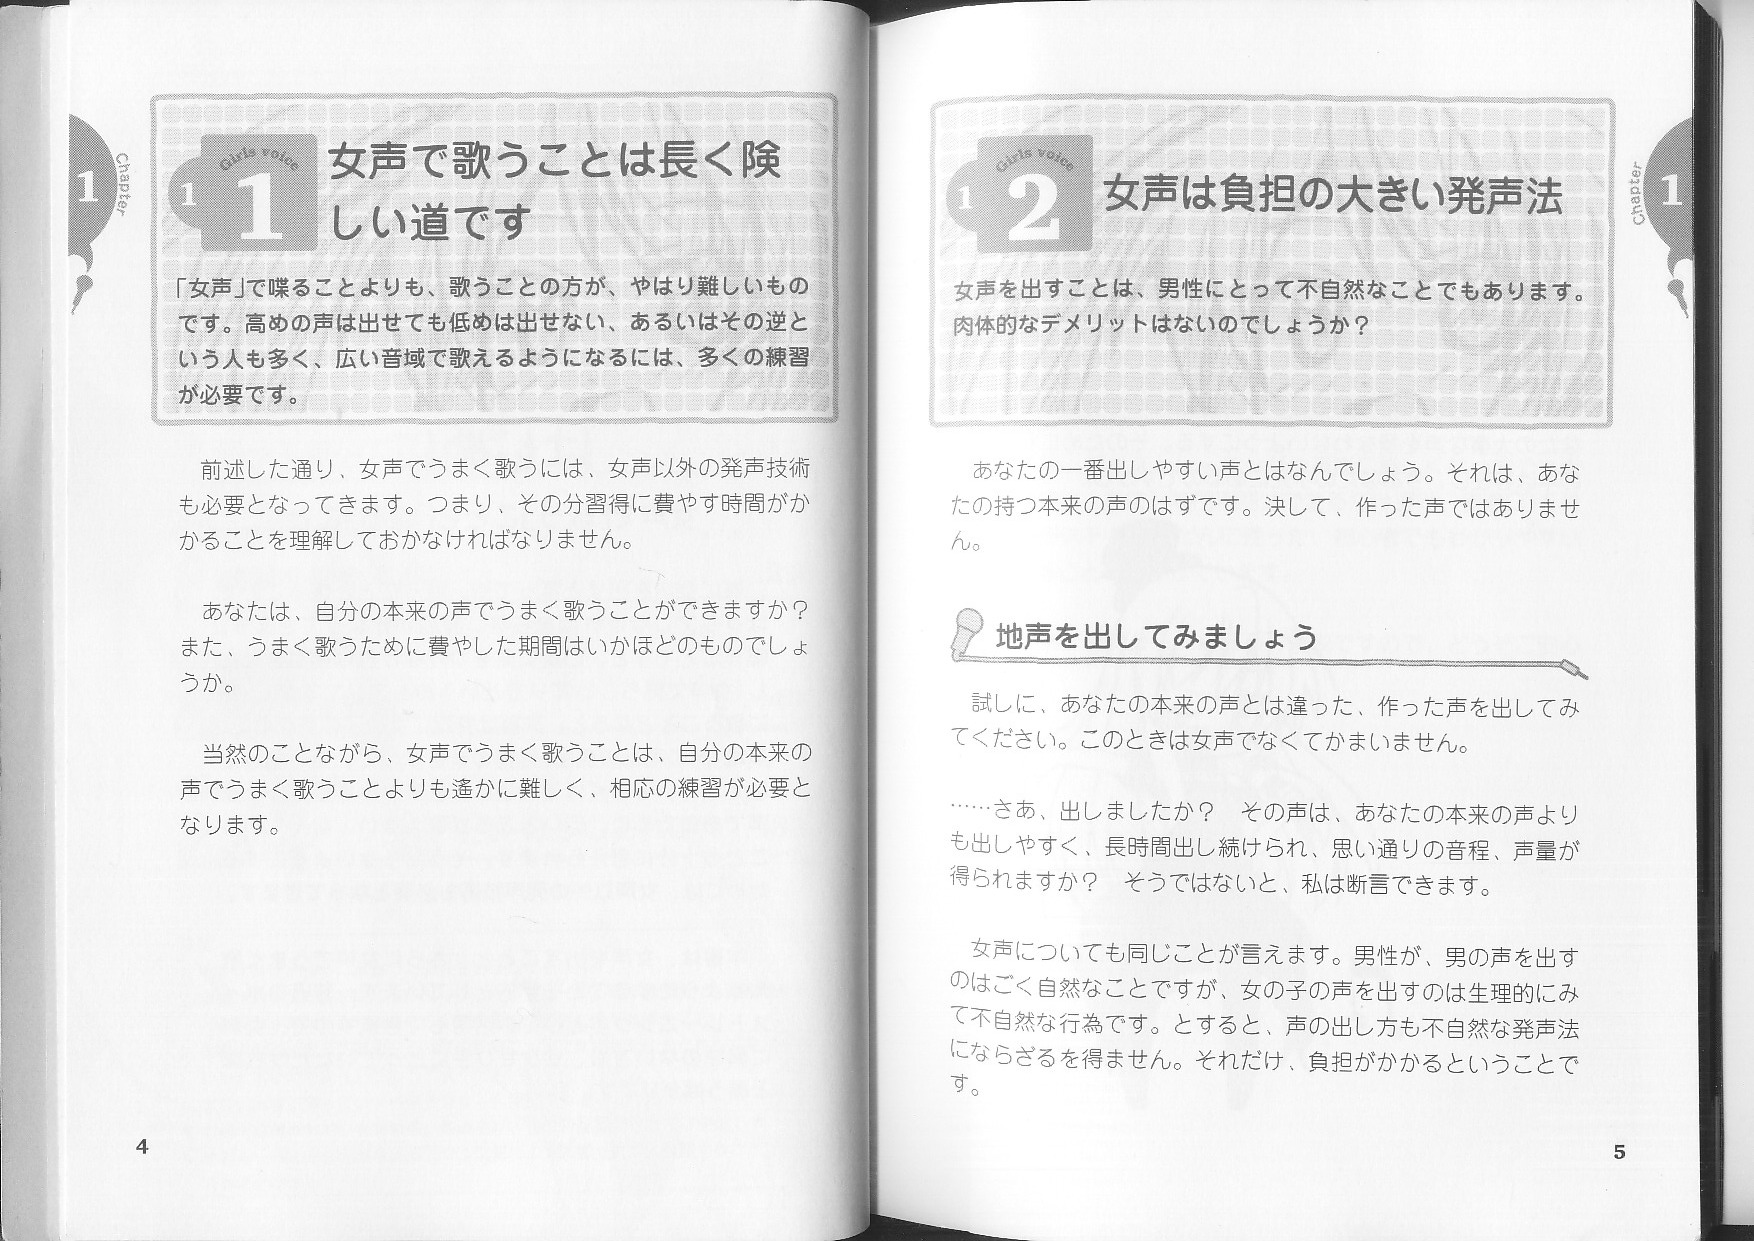 Chapter
1
Girls voice
1
1
女声で歌うことは長く険
しい道です
「女声」で喋ることよりも、歌うことの方が、やはり難しいもの
です。高めの声は出せても低めは出せない、あるいはその逆と
いう人も多く、広い音域で歌えるようになるには、多くの練習
が必要です。
前述した通り、女声でうまく歌うには、女声以外の発声技術
も必要となってきます。つまり、その分習得に費やす時間がか
かることを理解しておかなければなりません。
あなたは、自分の本来の声でうまく歌うことができますか？
また、うまく歌うために費やした期間はいかほどのものでしょ
うか。
当然のことながら、女声でうまく歌うことは、自分の本来の
声でうまく歌うことよりも遙かに難しく、相応の練習が必要と
なります。
4
Chapter
1
Girls voice
1
2
女声は負担の大きい発声法
女声を出すことは、男性にとって不自然なことでもあります。
肉体的なデメリットはないのでしょうか？
あなたの一番出しやすい声とはなんでしょう。それは、あな
たの持つ本来の声のはずです。決して、作った声ではありませ
ん。
地声を出してみましょう
試しに、あなたの本来の声とは違った、作った声を出してみ
てください。このときは女声でなくてかまいません。
……さあ、出しましたか？　その声は、あなたの本来の声より
も出しやすく、長時間出し続けられ、思い通りの音程、声量が
得られますか？　そうではないと、私は断言できます。
女声についても同じことが言えます。男性が、男の声を出す
のはごく自然なことですが、女の子の声を出すのは生理的にみ
て不自然な行為です。とすると、声の出し方も不自然な発声法
にならざるを得ません。それだけ、負担がかかるということで
す。
5